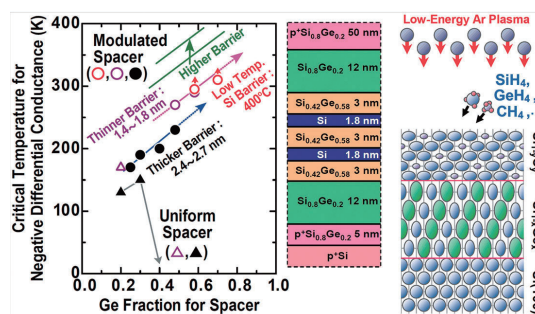 Critical Temperature for
Negative Differential Conductance (K)
400
300
200
100
0
0.0 0.2 0.4 0.6 0.8 1.0
Ge Fraction for Spacer
Modulated
Spacer
(○,○,●)
Higher Barrier
Thinner Barrier :
1.4~1.8 nm
Low Temp.
Si Barrier :
400°C
Thicker Barrier :
2.4~2.7 nm
Uniform
Spacer
(△,▲)
p⁺Si₀.₈Ge₀.₂ 50 nm
Si₀.₈Ge₀.₂ 12 nm
Si₀.₄₂Ge₀.₅₈ 3 nm
Si 1.8 nm
Si₀.₄₂Ge₀.₅₈ 3 nm
Si 1.8 nm
Si₀.₄₂Ge₀.₅₈ 3 nm
Si₀.₈Ge₀.₂ 12 nm
p⁺Si₀.₈Ge₀.₂ 5 nm
p⁺Si
Low-Energy Ar Plasma
SiH₄,
GeH₄,
CH₄,